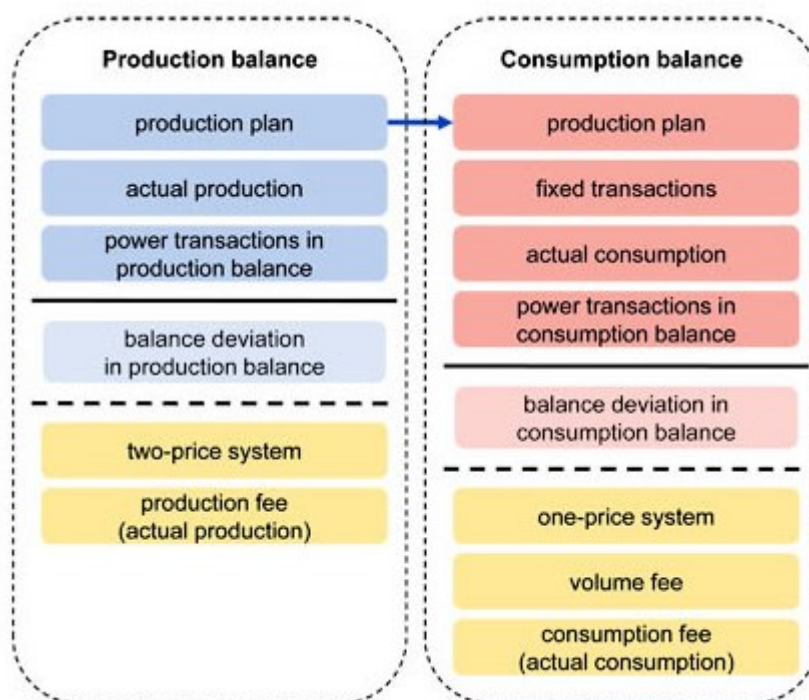 Production balance
production plan
actual production
power transactions in
production balance
balance deviation
in production balance
two-price system
production fee
(actual production)
Consumption balance
production plan
fixed transactions
actual consumption
power transactions in
consumption balance
balance deviation in
consumption balance
one-price system
volume fee
consumption fee
(actual consumption)